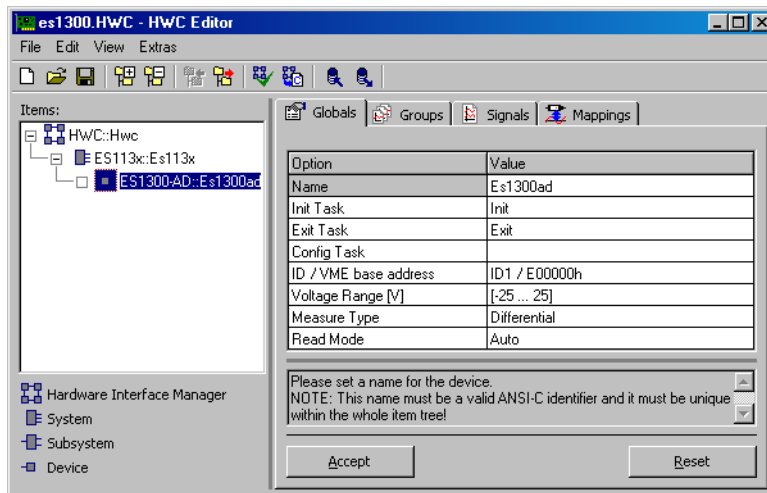 es1300.HWC - HWC Editor
File Edit View Extras
Items:
HWC::Hwc
ES113x::Es113x
ES1300-AD::Es1300ad
Hardware Interface Manager
System
Subsystem
Device
Globals Groups Signals Mappings
Option Value
Name Es1300ad
Init Task Init
Exit Task Exit
Config Task
ID / VME base address ID1 / E00000h
Voltage Range [V] [-25 ... 25]
Measure Type Differential
Read Mode Auto
Please set a name for the device.
NOTE: This name must be a valid ANSI-C identifier and it must be unique
within the whole item tree!
Accept Reset